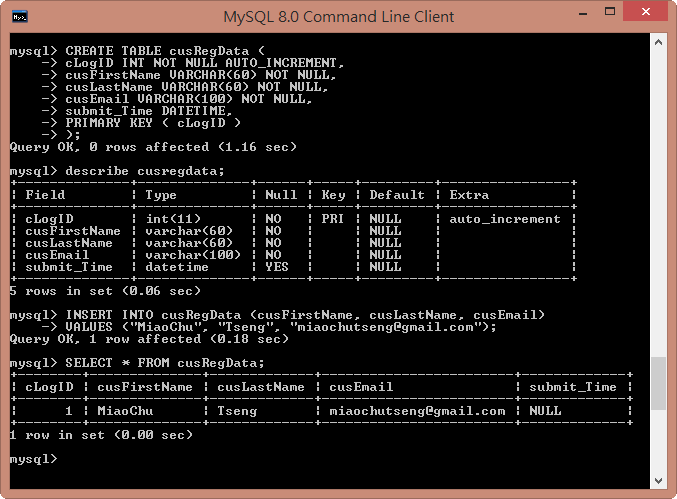 MySQL 8.0 Command Line Client
mysql> CREATE TABLE cusRegData (
    -> cLogID INT NOT NULL AUTO_INCREMENT,
    -> cusFirstName VARCHAR(60) NOT NULL,
    -> cusLastName VARCHAR(60) NOT NULL,
    -> cusEmail VARCHAR(100) NOT NULL,
    -> submit_Time DATETIME,
    -> PRIMARY KEY ( cLogID )
    -> );
Query OK, 0 rows affected (1.16 sec)
mysql> describe cusregdata;
+--------------+--------------+------+-----+---------+----------------+
| Field        | Type         | Null | Key | Default | Extra          |
+--------------+--------------+------+-----+---------+----------------+
| cLogID       | int(11)      | NO   | PRI | NULL    | auto_increment |
| cusFirstName | varchar(60)  | NO   |     | NULL    |                |
| cusLastName  | varchar(60)  | NO   |     | NULL    |                |
| cusEmail     | varchar(100) | NO   |     | NULL    |                |
| submit_Time  | datetime     | YES  |     | NULL    |                |
+--------------+--------------+------+-----+---------+----------------+
5 rows in set (0.06 sec)
mysql> INSERT INTO cusRegData (cusFirstName, cusLastName, cusEmail)
    -> VALUES ("MiaoChu", "Tseng", "miaochutseng@gmail.com");
Query OK, 1 row affected (0.18 sec)
mysql> SELECT * FROM cusRegData;
+--------+--------------+-------------+------------------------+-------------+
| cLogID | cusFirstName | cusLastName | cusEmail               | submit_Time |
+--------+--------------+-------------+------------------------+-------------+
|      1 | MiaoChu      | Tseng       | miaochutseng@gmail.com | NULL        |
+--------+--------------+-------------+------------------------+-------------+
1 row in set (0.00 sec)
mysql>